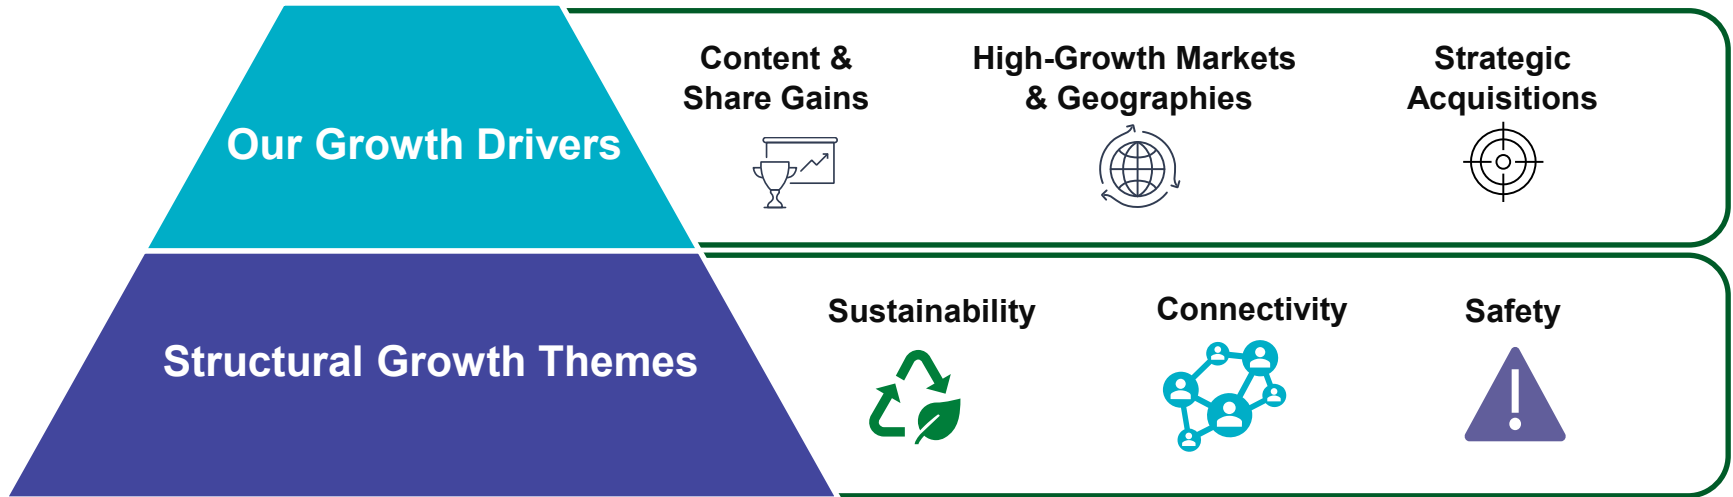 Our Growth Drivers
Content &
Share Gains
High-Growth Markets
& Geographies
Strategic
Acquisitions
Structural Growth Themes
Sustainability
Connectivity
Safety